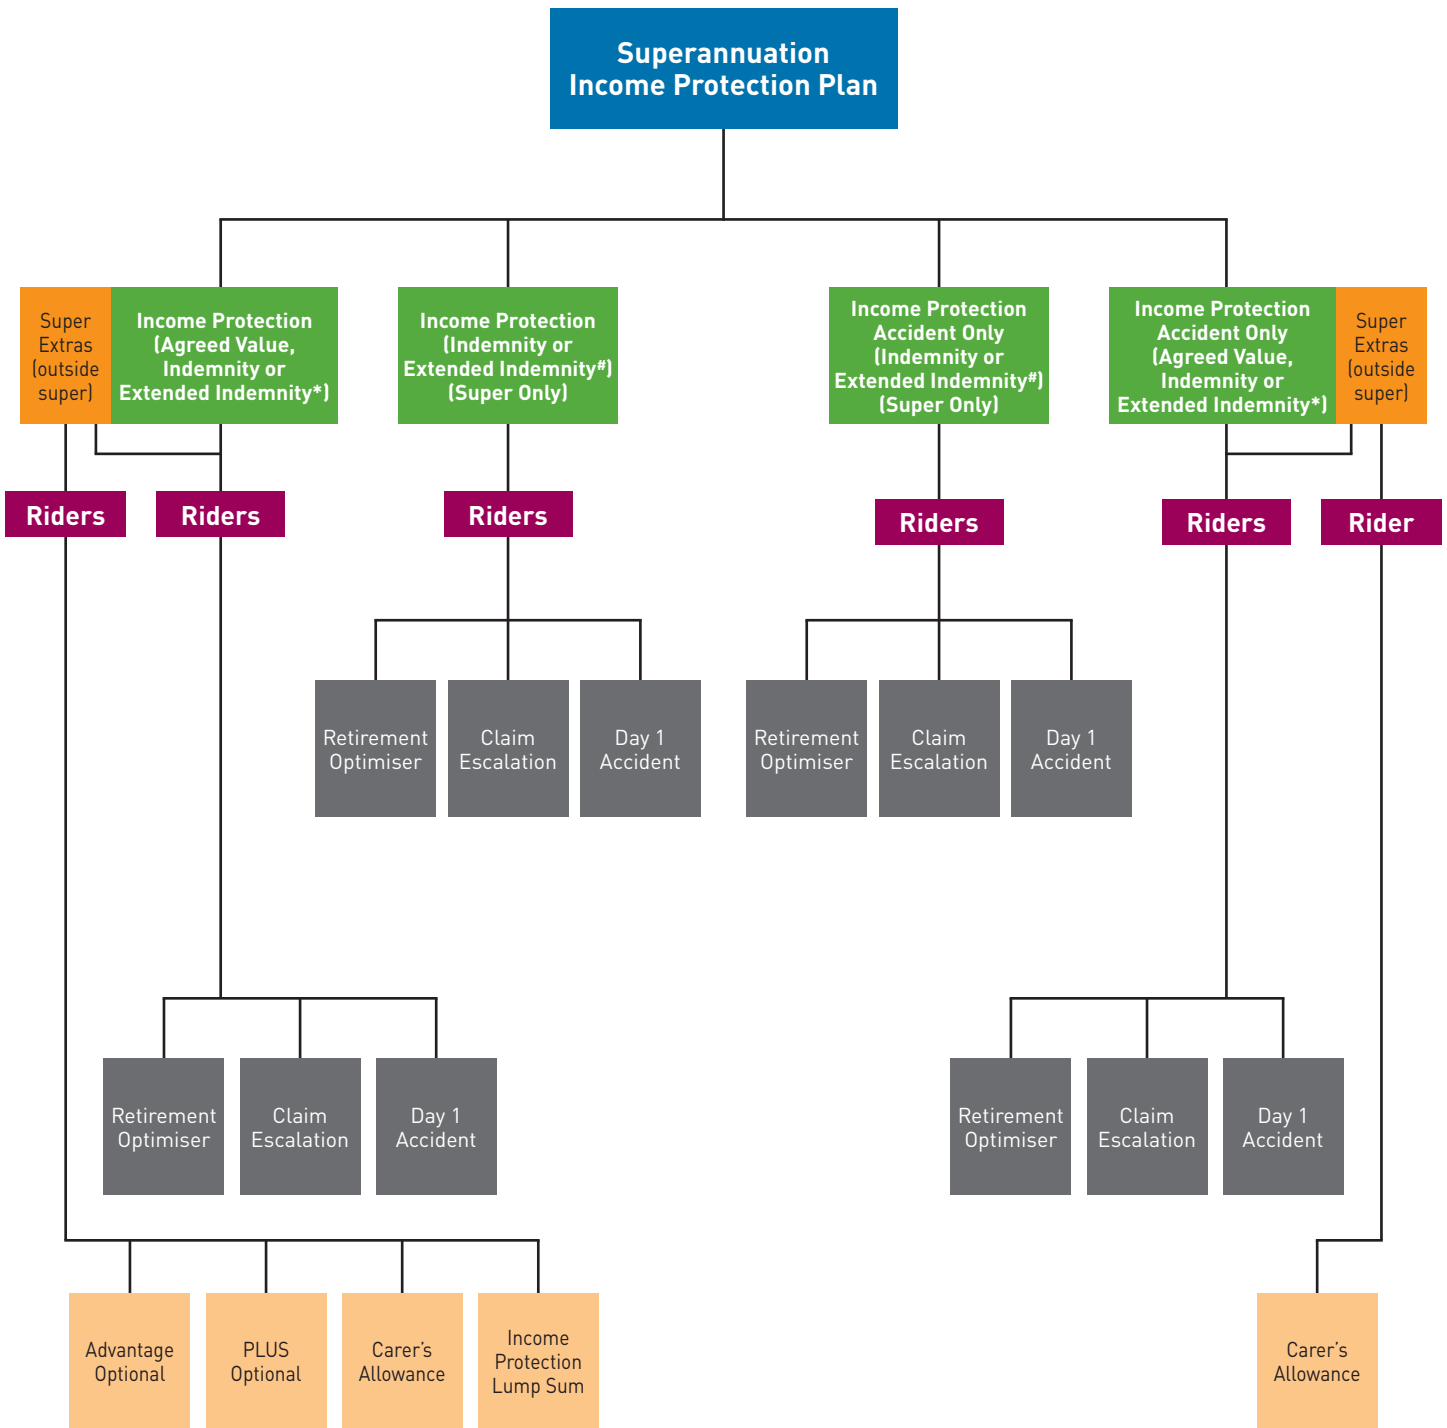 Superannuation
Income Protection Plan
Super
Extras
(outside
super)
Income Protection
(Agreed Value,
Indemnity or
Extended Indemnity*)
Income Protection
(Indemnity or
Extended Indemnity#)
(Super Only)
Income Protection
Accident Only
(Indemnity or
Extended Indemnity#)
(Super Only)
Income Protection
Accident Only
(Agreed Value,
Indemnity or
Extended Indemnity*)
Super
Extras
(outside
super)
Riders
Riders
Riders
Riders
Riders
Rider
Retirement
Optimiser
Claim
Escalation
Day 1
Accident
Retirement
Optimiser
Claim
Escalation
Day 1
Accident
Retirement
Optimiser
Claim
Escalation
Day 1
Accident
Retirement
Optimiser
Claim
Escalation
Day 1
Accident
Advantage
Optional
PLUS
Optional
Carer's
Allowance
Income
Protection
Lump Sum
Carer's
Allowance